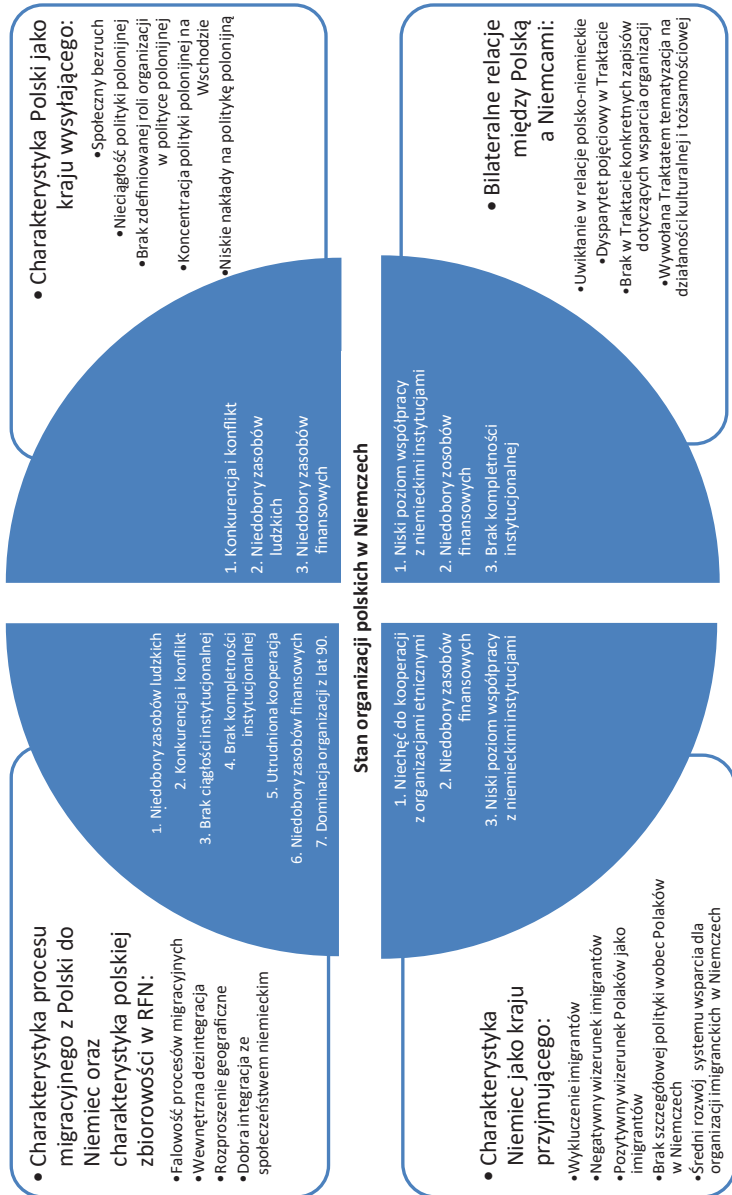 • Charakterystyka procesu
migracyjnego z Polski do
Niemiec oraz
charakterystyka polskiej
zbiorowości w RFN:
•Falowość procesów migracyjnych
•Wewnętrzna dezintegracja
•Rozproszenie geograficzne
•Dobra integracja ze
społeczeństwem niemieckim
1. Niedobory zasobów ludzkich
2. Konkurencja i konflikt
3. Brak ciągłości instytucjonalnej
4. Brak kompletności
instytucjonalnej
5. Utrudniona kooperacja
6. Niedobory zasobów finansowych
7. Dominacja organizacji z lat 90.
• Charakterystyka Polski jako
kraju wysyłającego:
•Społeczny bezruch
•Nieciągłość polityki polonijnej
•Brak zdefiniowanej roli organizacji
w polityce polonijnej
•Koncentracja polityki polonijnej na
Wschodzie
•Niskie nakłady na politykę polonijną
1. Konkurencja i konflikt
2. Niedobory zasobów
ludzkich
3. Niedobory zasobów
finansowych
Stan organizacji polskich w Niemczech
• Charakterystyka
Niemiec jako kraju
przyjmującego:
•Wykluczenie imigrantów
•Negatywny wizerunek imigrantów
•Pozytywny wizerunek Polaków jako
imigrantów
•Brak szczegółowej polityki wobec Polaków
w Niemczech
•Średni rozwój systemu wsparcia dla
organizacji imigranckich w Niemczech
1. Niechęć do kooperacji
z organizacjami etnicznymi
2. Niedobory zasobów
finansowych
3. Niski poziom współpracy
z niemieckimi instytucjami
• Bilateralne relacje
między Polską
a Niemcami:
•Uwikłanie w relacje polsko-niemieckie
•Dysparytet pojęciowy w Traktacie
•Brak w Traktacie konkretnych zapisów
dotyczących wsparcia organizacji
•Wywołana Traktatem tematyzacja na
działaności kulturalnej i tożsamościowej
1. Niski poziom współpracy
z niemieckimi instytucjami
2. Niedobory zosobów
finansowych
3. Brak kompletności
instytucjonalnej